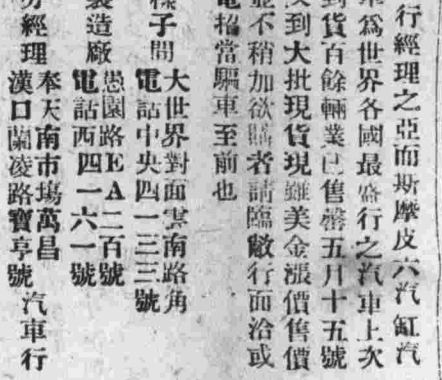 行經理之亞而斯摩皮六汽缸汽
車爲世界各國最盛行之汽車上次
到貨百餘輛業已售罄五月十五號
又到大批現貨現雖美金漲價售價
並不稍加欲購者請臨敝行面洽或
電招當驅車至前也
樣子間
大世界對面雲南路角
電話中央四一三三號
製造廠
愚園路EA二百號
電話西四一六一號
分經理
奉天南市場萬昌
漢口蘭凌路寶亨號
汽車行